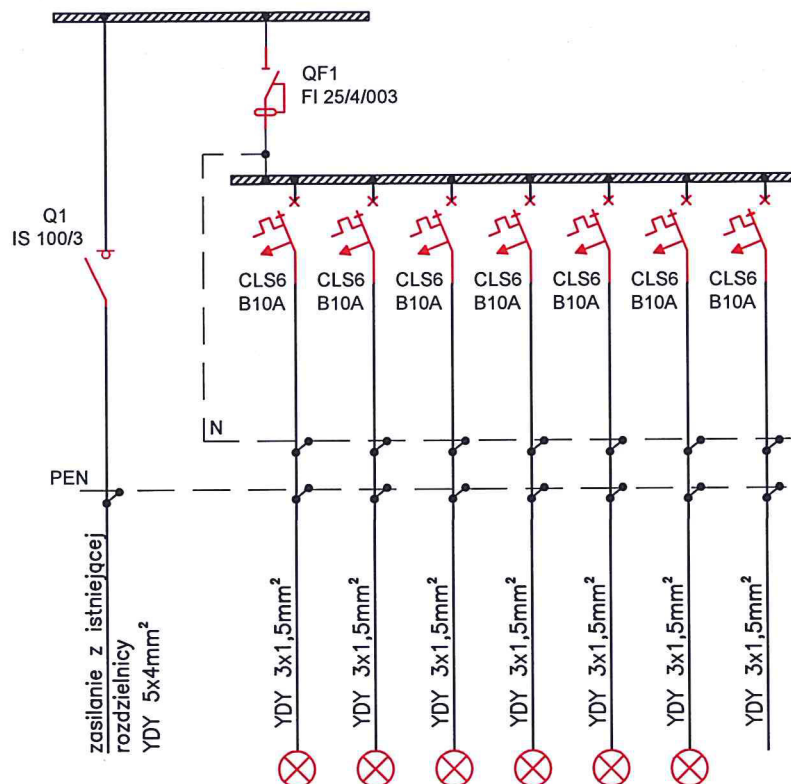 QF1
FI 25/4/003
Q1
IS 100/3
CLS6
B10A
CLS6
B10A
CLS6
B10A
CLS6
B10A
CLS6
B10A
CLS6
B10A
CLS6
B10A
N
PEN
zasilanie z istniejącej
rozdzielnicy
YDY 5x4mm²
YDY 3x1,5mm²
YDY 3x1,5mm²
YDY 3x1,5mm²
YDY 3x1,5mm²
YDY 3x1,5mm²
YDY 3x1,5mm²
YDY 3x1,5mm²